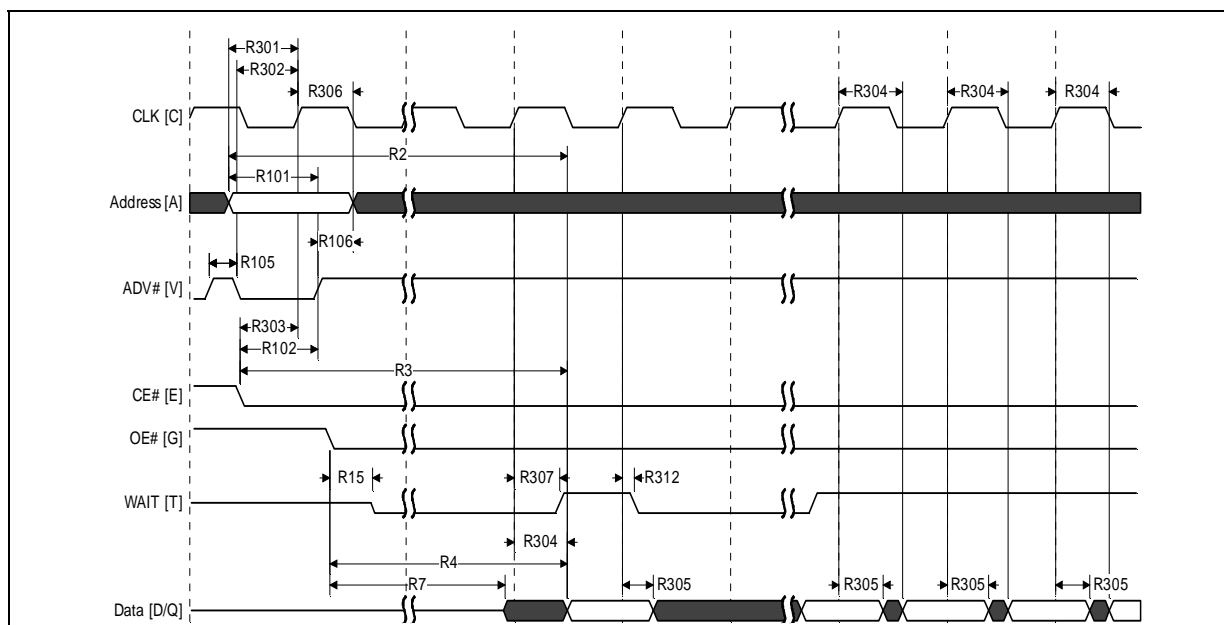 R301
R302
R306
R304
R304
R304
CLK [C]
R2
R101
Address [A]
R106
R105
ADV# [V]
R303
R102
R3
CE# [E]
OE# [G]
R15
R307
R312
WAIT [T]
R304
R4
R7
R305
R305
R305
R305
Data [D/Q]